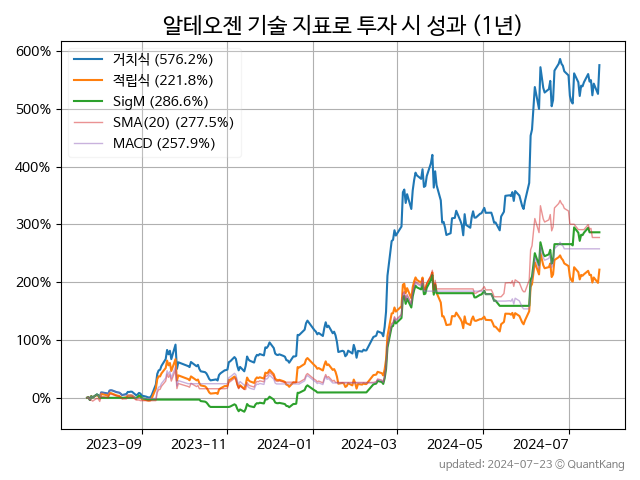 알테오젠 기술 지표로 투자 시 성과 (1년)
거치식 (576.2%)
적립식 (221.8%)
SigM (286.6%)
SMA(20) (277.5%)
MACD (257.9%)
600%
500%
400%
300%
200%
100%
0%
2023-09 2023-11 2024-01 2024-03 2024-05 2024-07
updated: 2024-07-23 © QuantKang